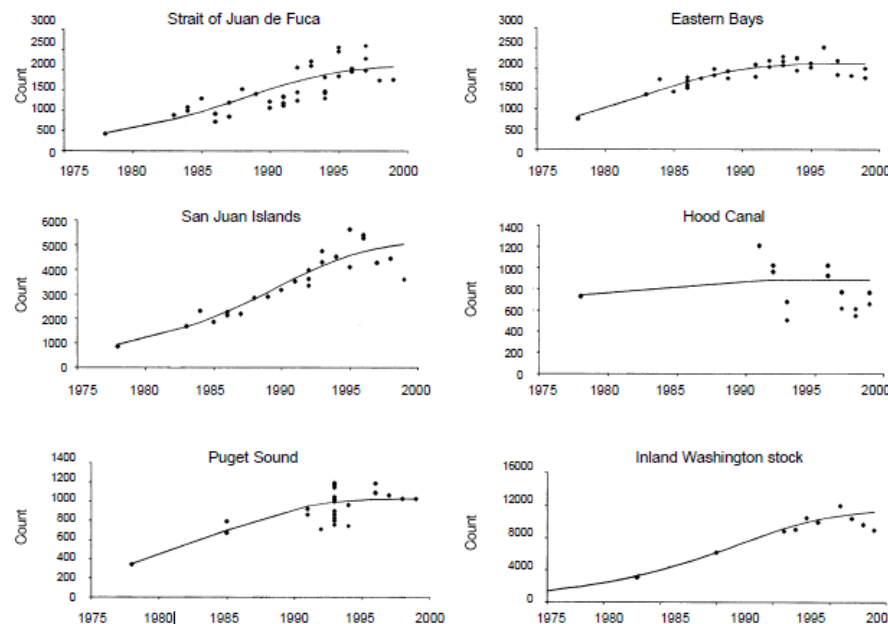 Strait of Juan de Fuca
3000
2500
2000
1500
1000
500
0
Count
1975 1980 1985 1990 1995 2000
Eastern Bays
3000
2500
2000
1500
1000
500
0
Count
1975 1980 1985 1990 1995 2000
San Juan Islands
6000
5000
4000
3000
2000
1000
0
Count
1975 1980 1985 1990 1995 2000
Hood Canal
1400
1200
1000
800
600
400
200
0
Count
1975 1980 1985 1990 1995 2000
Puget Sound
1400
1200
1000
800
600
400
200
0
Count
1975 1980 1985 1990 1995 2000
Inland Washington stock
16000
12000
8000
4000
0
Count
1975 1980 1985 1990 1995 2000